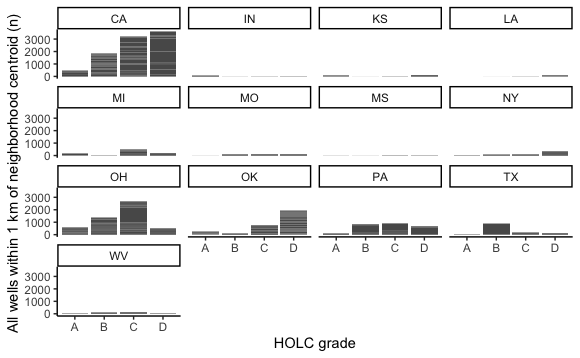 All wells within 1 km of neighborhood centroid (n)
CA IN KS LA
3000
2000
1000
0
MI MO MS NY
3000
2000
1000
0
OH OK PA TX
3000
2000
1000
0
A B C D A B C D A B C D
WV
3000
2000
1000
0
A B C D
HOLC grade